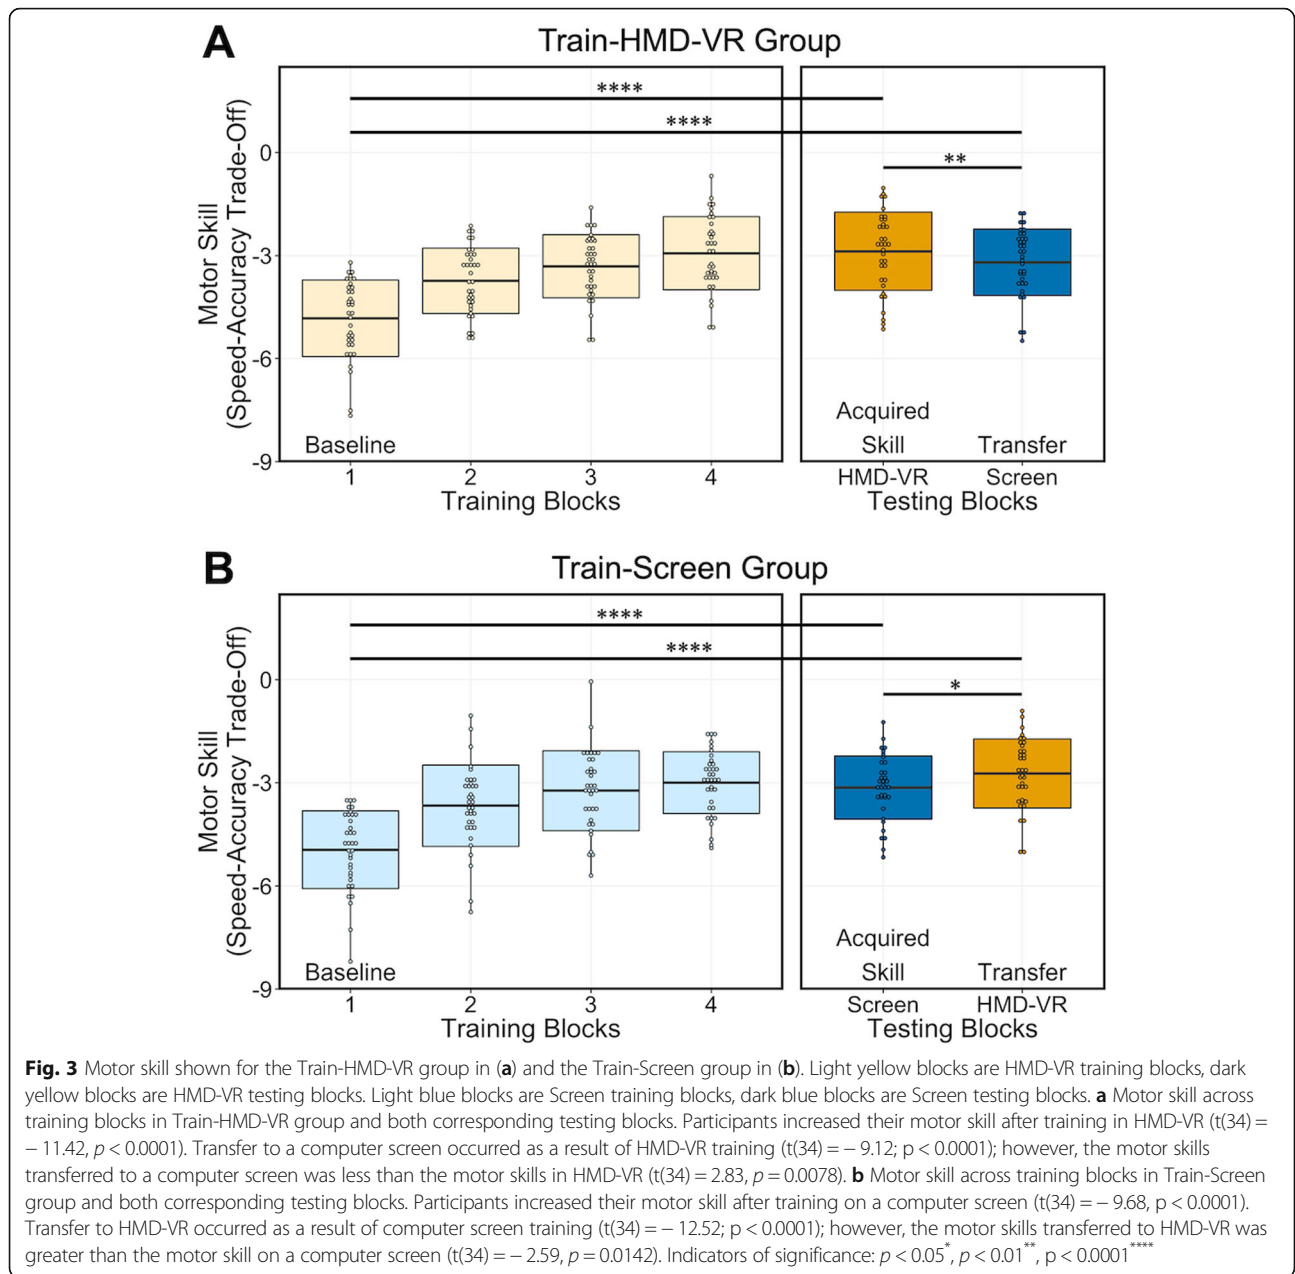 A
Train-HMD-VR Group
Motor Skill
(Speed-Accuracy Trade-Off)
****
****
**
0
-3
-6
-9
Baseline
Acquired
Skill
Transfer
1
2
3
4
HMD-VR
Screen
Training Blocks
Testing Blocks
B
Train-Screen Group
Motor Skill
(Speed-Accuracy Trade-Off)
****
****
*
0
-3
-6
-9
Baseline
Acquired
Skill
Transfer
1
2
3
4
Screen
HMD-VR
Training Blocks
Testing Blocks
Fig. 3 Motor skill shown for the Train-HMD-VR group in (a) and the Train-Screen group in (b). Light yellow blocks are HMD-VR training blocks, dark
yellow blocks are HMD-VR testing blocks. Light blue blocks are Screen training blocks, dark blue blocks are Screen testing blocks. a Motor skill across
training blocks in Train-HMD-VR group and both corresponding testing blocks. Participants increased their motor skill after training in HMD-VR (t(34) =
− 11.42, p < 0.0001). Transfer to a computer screen occurred as a result of HMD-VR training (t(34) = − 9.12; p < 0.0001); however, the motor skills
transferred to a computer screen was less than the motor skills in HMD-VR (t(34) = 2.83, p = 0.0078). b Motor skill across training blocks in Train-Screen
group and both corresponding testing blocks. Participants increased their motor skill after training on a computer screen (t(34) = − 9.68, p < 0.0001).
Transfer to HMD-VR occurred as a result of computer screen training (t(34) = − 12.52; p < 0.0001); however, the motor skills transferred to HMD-VR was
greater than the motor skill on a computer screen (t(34) = − 2.59, p = 0.0142). Indicators of significance: p < 0.05*, p < 0.01**, p < 0.0001****